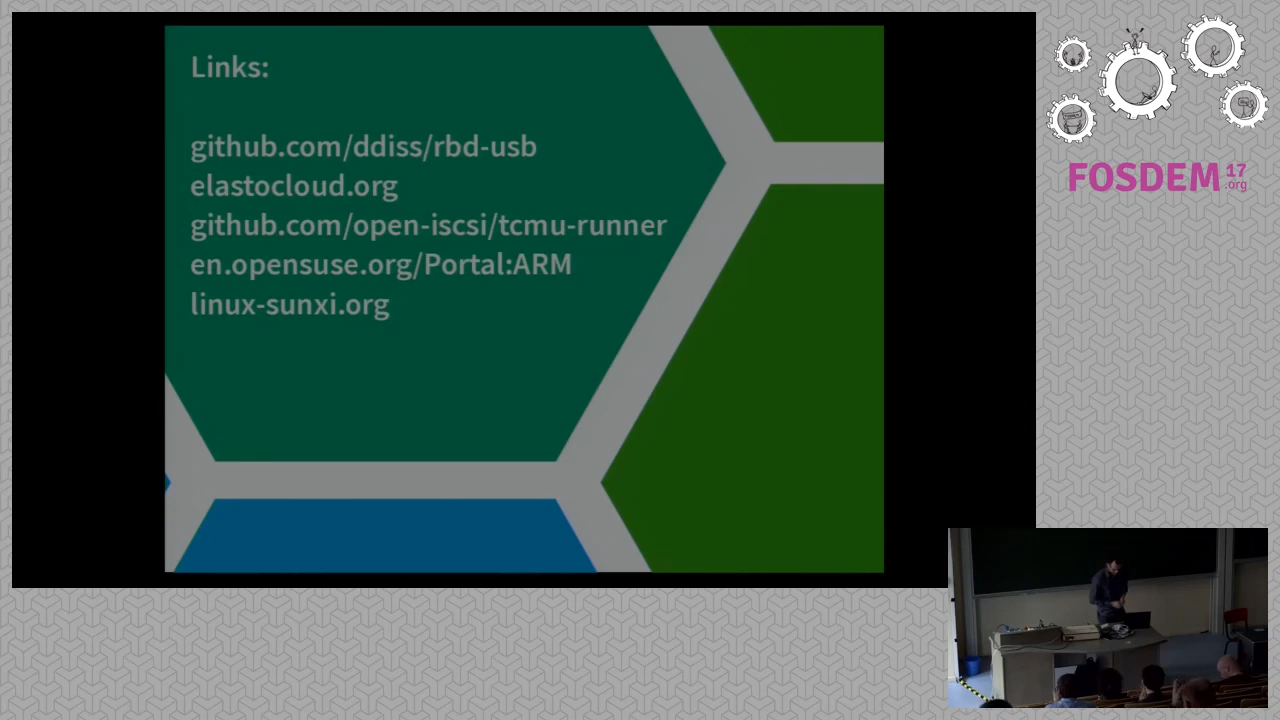 Links:
github.com/ddiss/rbd-usb
elastocloud.org
github.com/open-iscsi/tcmu-runner
en.opensuse.org/Portal:ARM
linux-sunxi.org
FOSDEM 17
.org